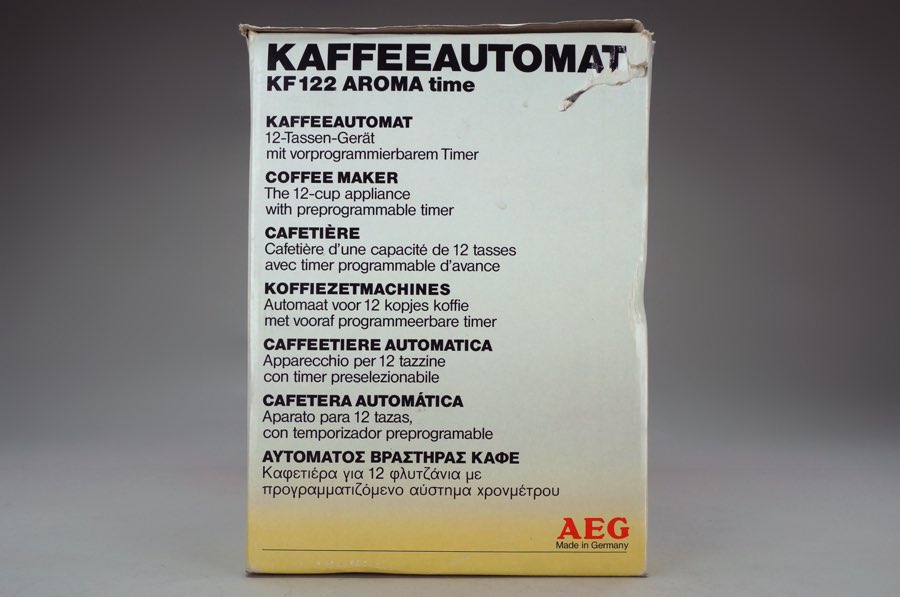 KAFFEEAUTOMAT
KF 122 AROMA time
KAFFEEAUTOMAT
12-Tassen-Gerät
mit vorprogrammierbarem Timer
COFFEE MAKER
The 12-cup appliance
with preprogrammable timer
CAFETIÈRE
Cafetière d'une capacité de 12 tasses
avec timer programmable d'avance
KOFFIEZETMACHINES
Automaat voor 12 kopjes koffie
met vooraf programmeerbare timer
CAFFEETIERE AUTOMATICA
Apparecchio per 12 tazzine
con timer preselezionabile
CAFETERA AUTOMÁTICA
Aparato para 12 tazas,
con temporizador preprogramable
ΑΥΤΟΜΑΤΟΣ ΒΡΑΣΤΗΡΑΣ ΚΑΦΕ
Καφετιέρα για 12 φλυτζάνια με
προγραμματιζόμενο αύστημα χρονμέτρου
AEG
Made in Germany